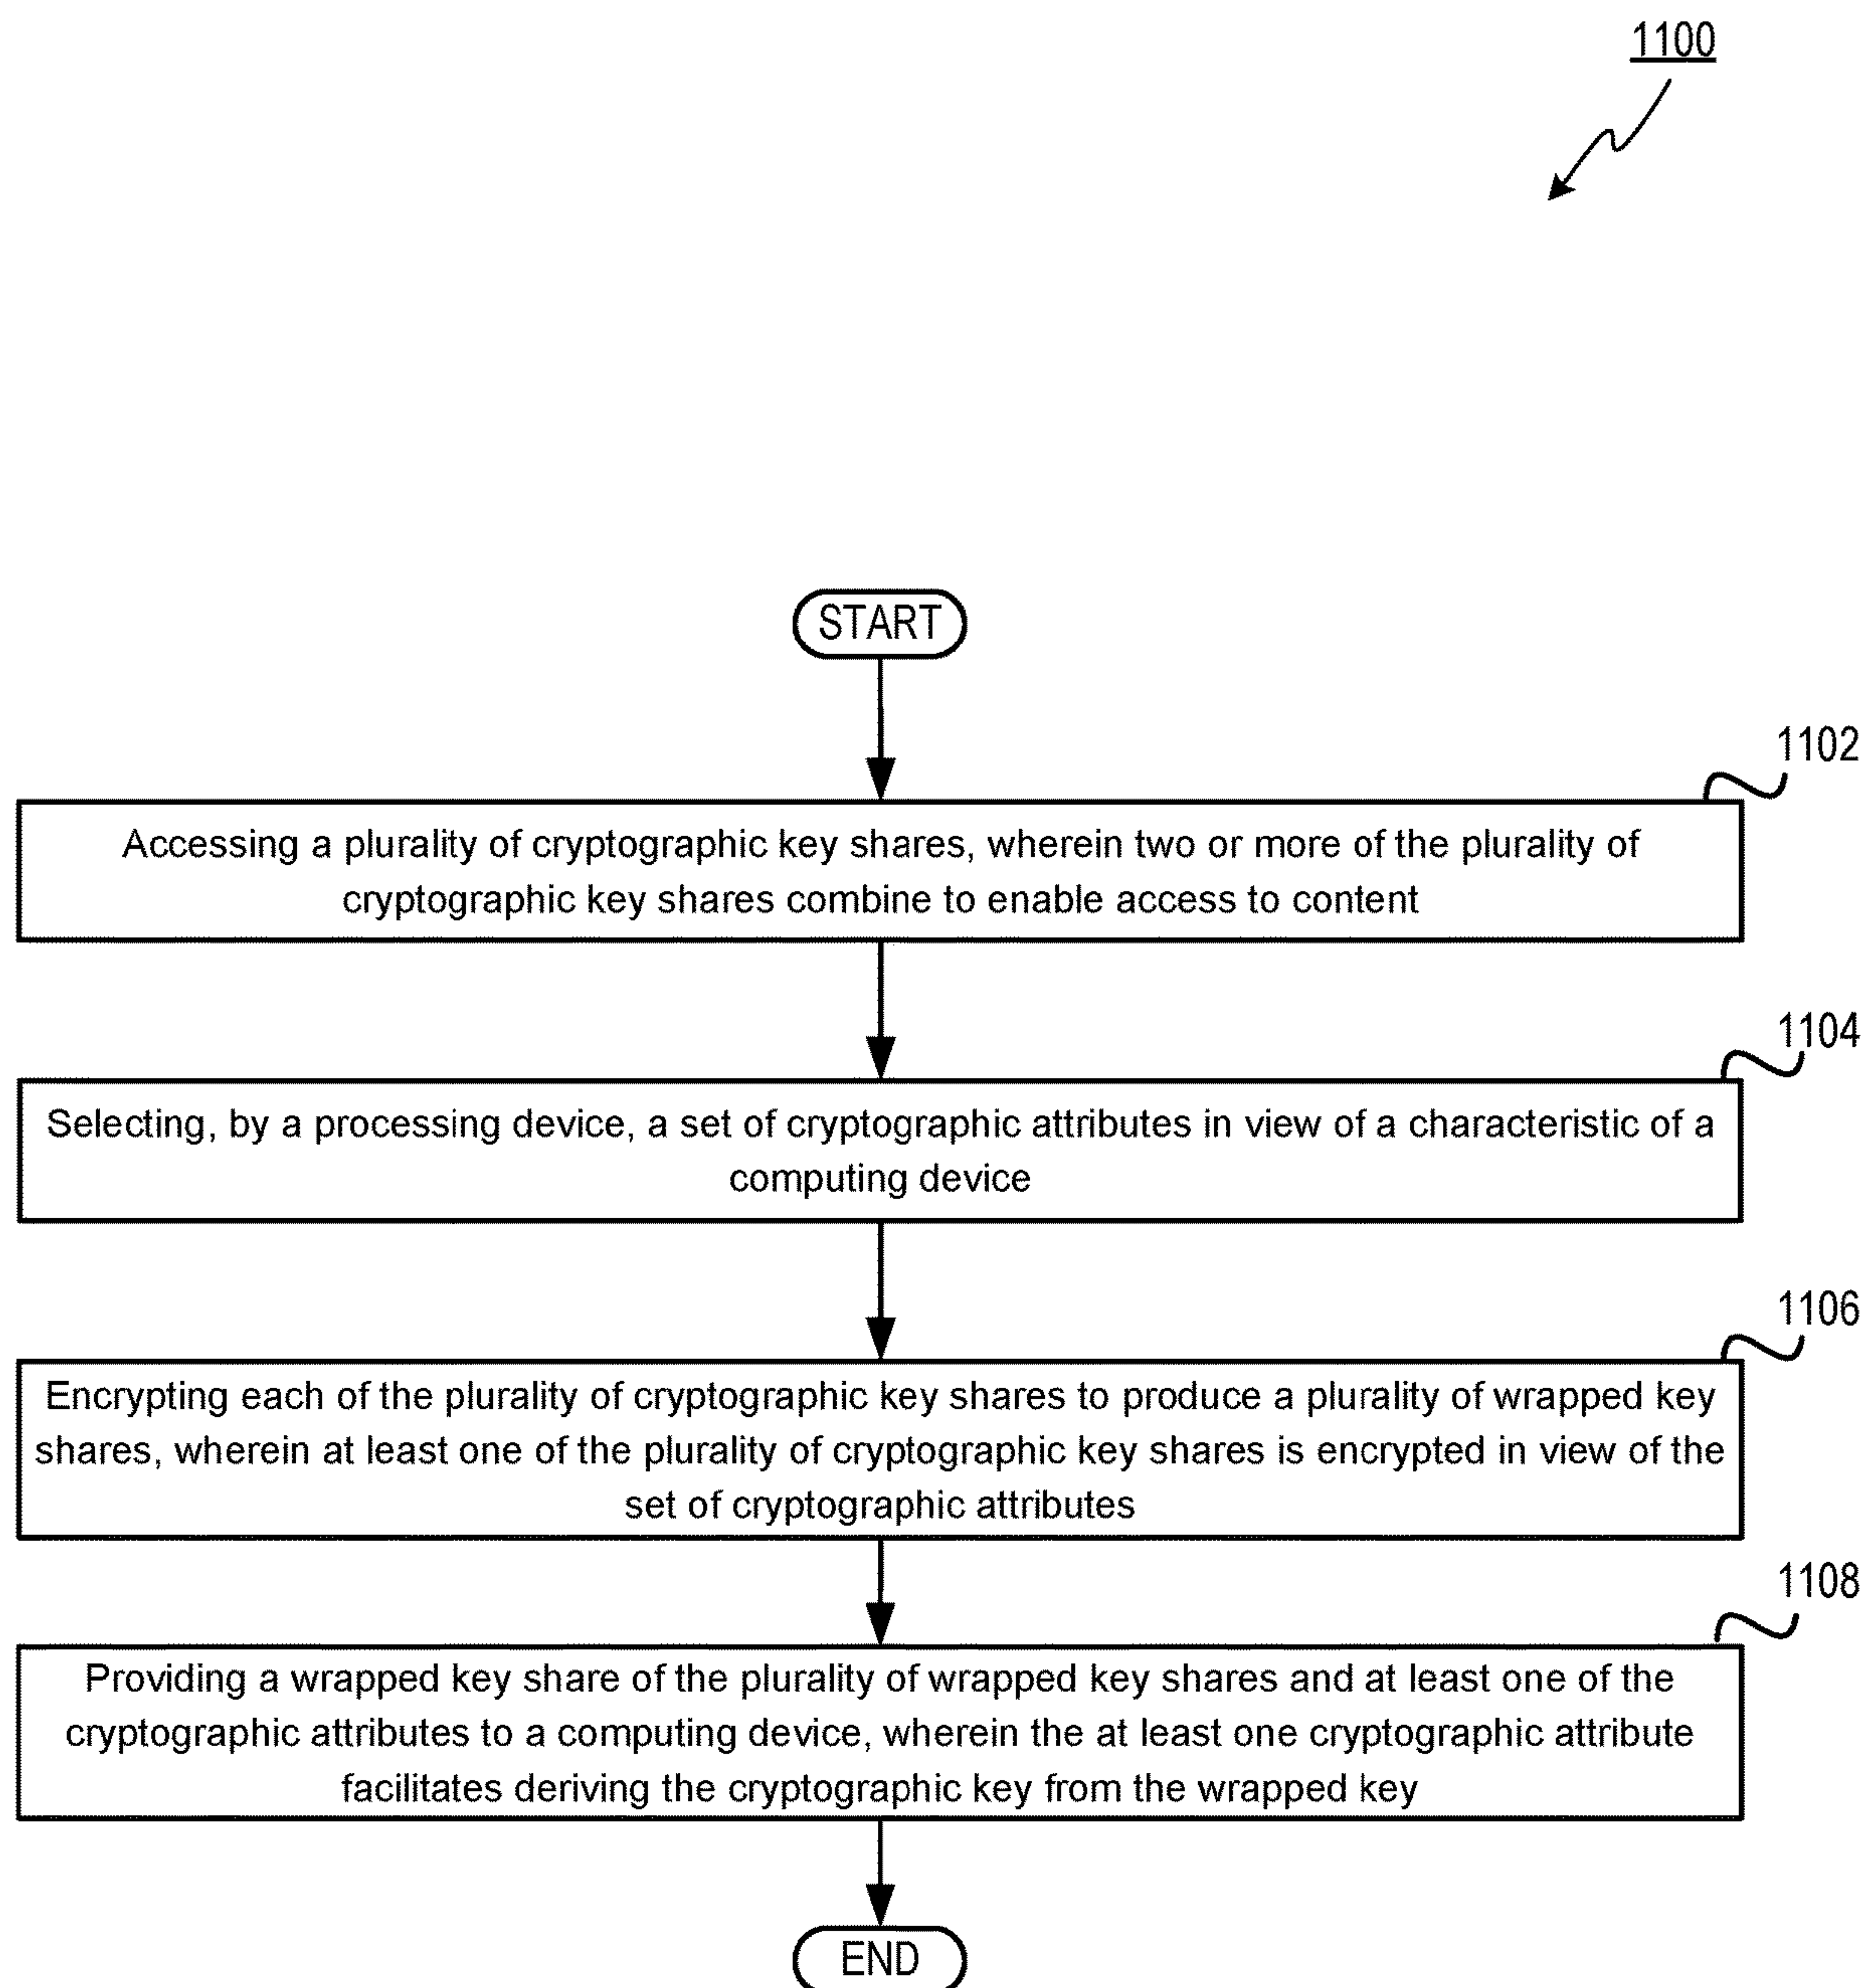 1100
START
1102
Accessing a plurality of cryptographic key shares, wherein two or more of the plurality of
cryptographic key shares combine to enable access to content
1104
Selecting, by a processing device, a set of cryptographic attributes in view of a characteristic of a
computing device
1106
Encrypting each of the plurality of cryptographic key shares to produce a plurality of wrapped key
shares, wherein at least one of the plurality of cryptographic key shares is encrypted in view of the
set of cryptographic attributes
1108
Providing a wrapped key share of the plurality of wrapped key shares and at least one of the
cryptographic attributes to a computing device, wherein the at least one cryptographic attribute
facilitates deriving the cryptographic key from the wrapped key
END